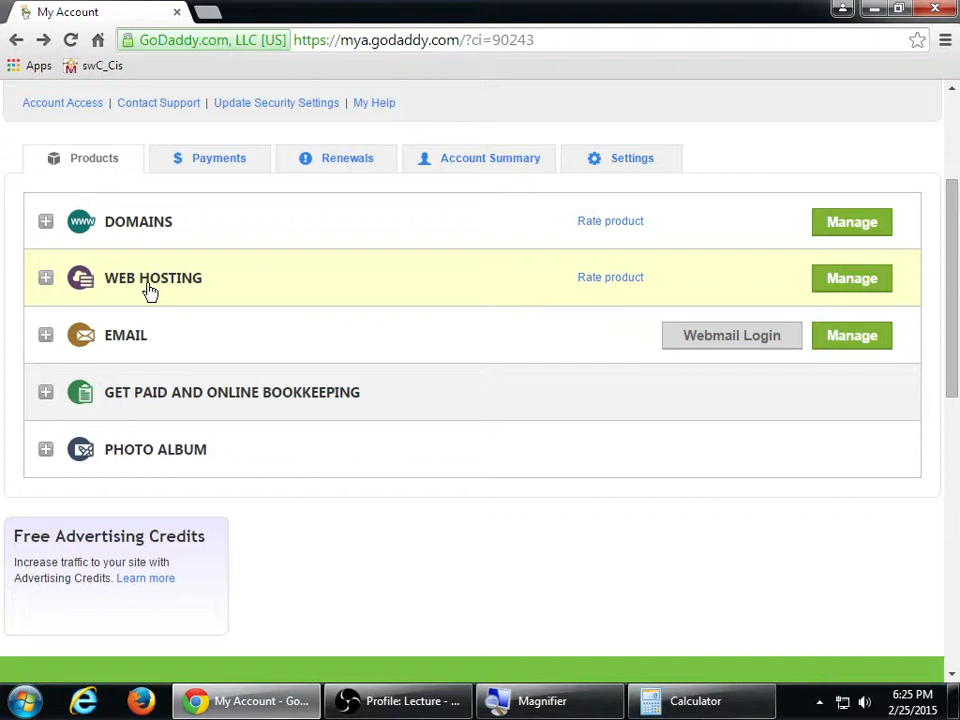 My Account
GoDaddy.com, LLC [US] https://mya.godaddy.com/?ci=90243
Apps swC_Cis
Account Access | Contact Support | Update Security Settings | My Help
Products $ Payments Renewals Account Summary Settings
www DOMAINS Rate product Manage
WEB HOSTING Rate product Manage
EMAIL Webmail Login Manage
GET PAID AND ONLINE BOOKKEEPING
PHOTO ALBUM
Free Advertising Credits
Increase traffic to your site with
Advertising Credits. Learn more
My Account - Go... Profile: Lecture - ... Magnifier Calculator 6:25 PM
2/25/2015